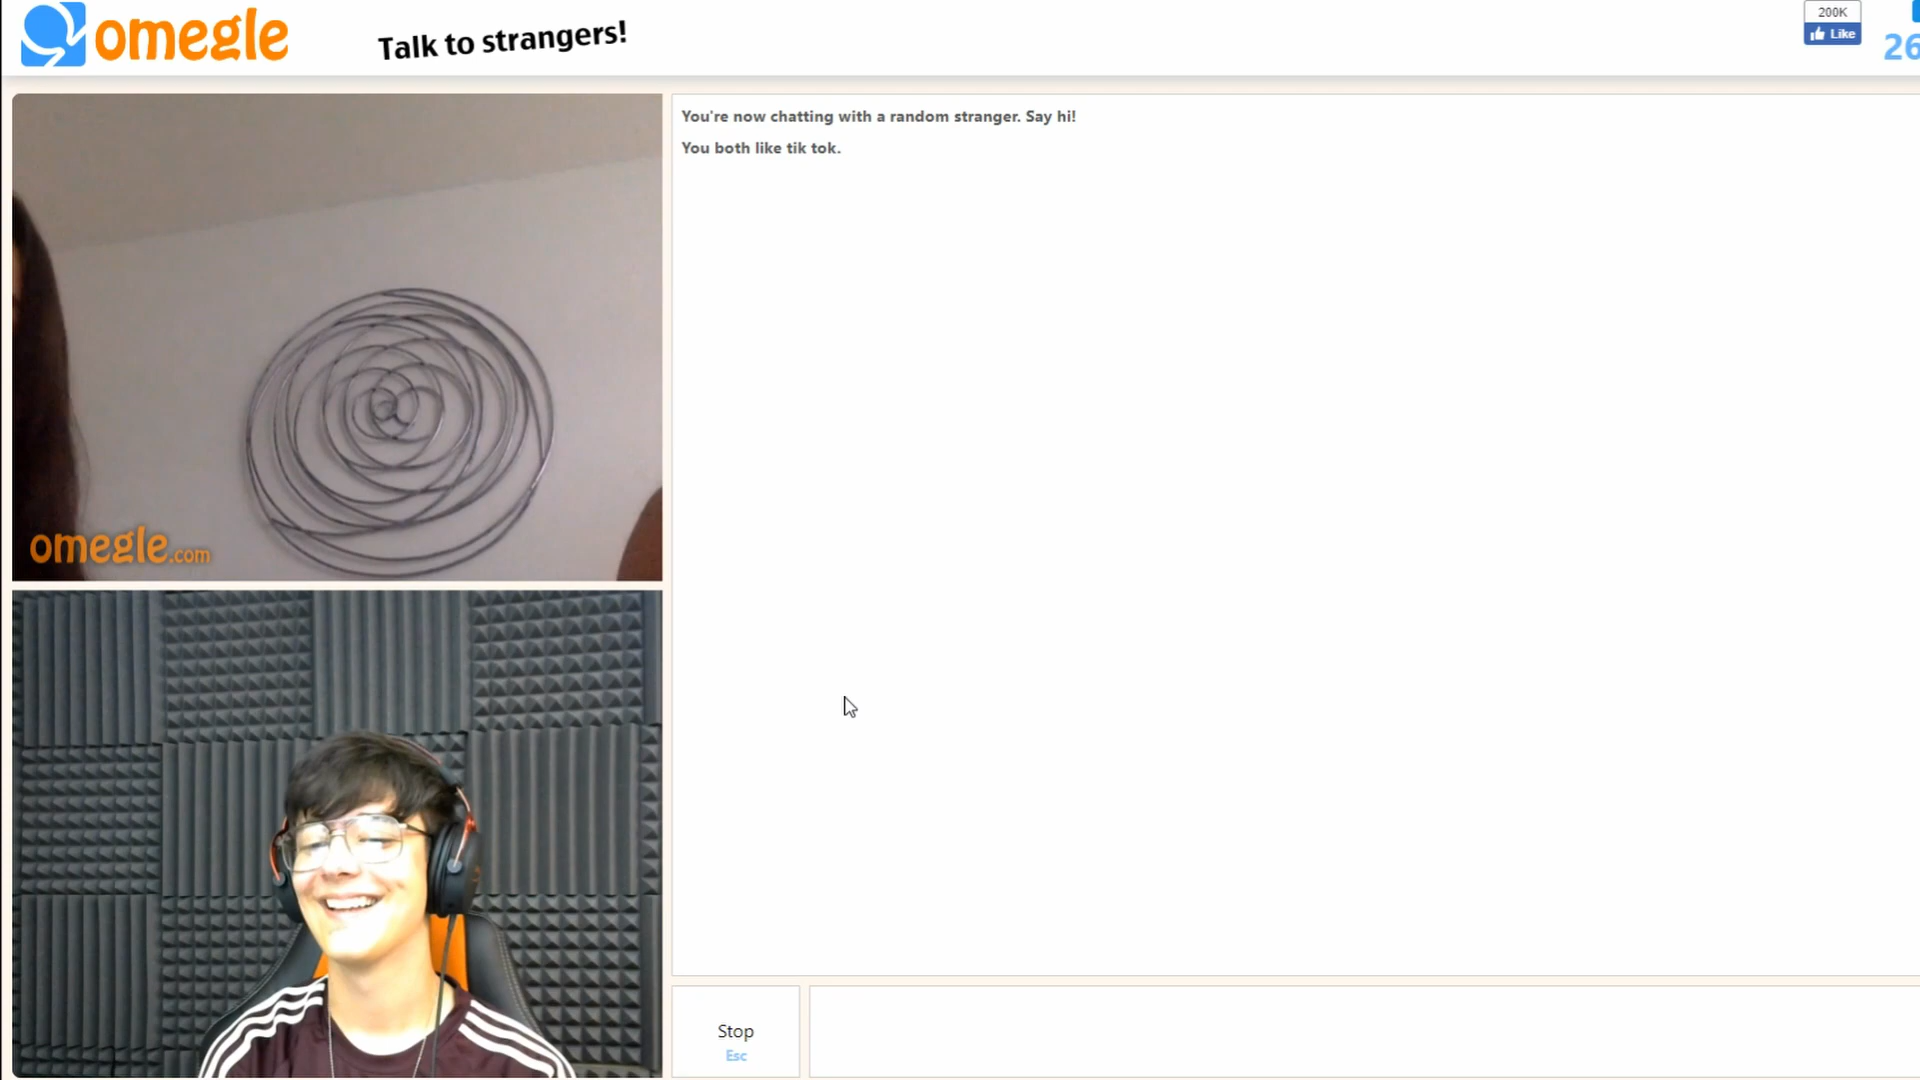 omegle
Talk to strangers!
200K
Like
26
You're now chatting with a random stranger. Say hi!
You both like tik tok.
omegle.com
Stop
Esc